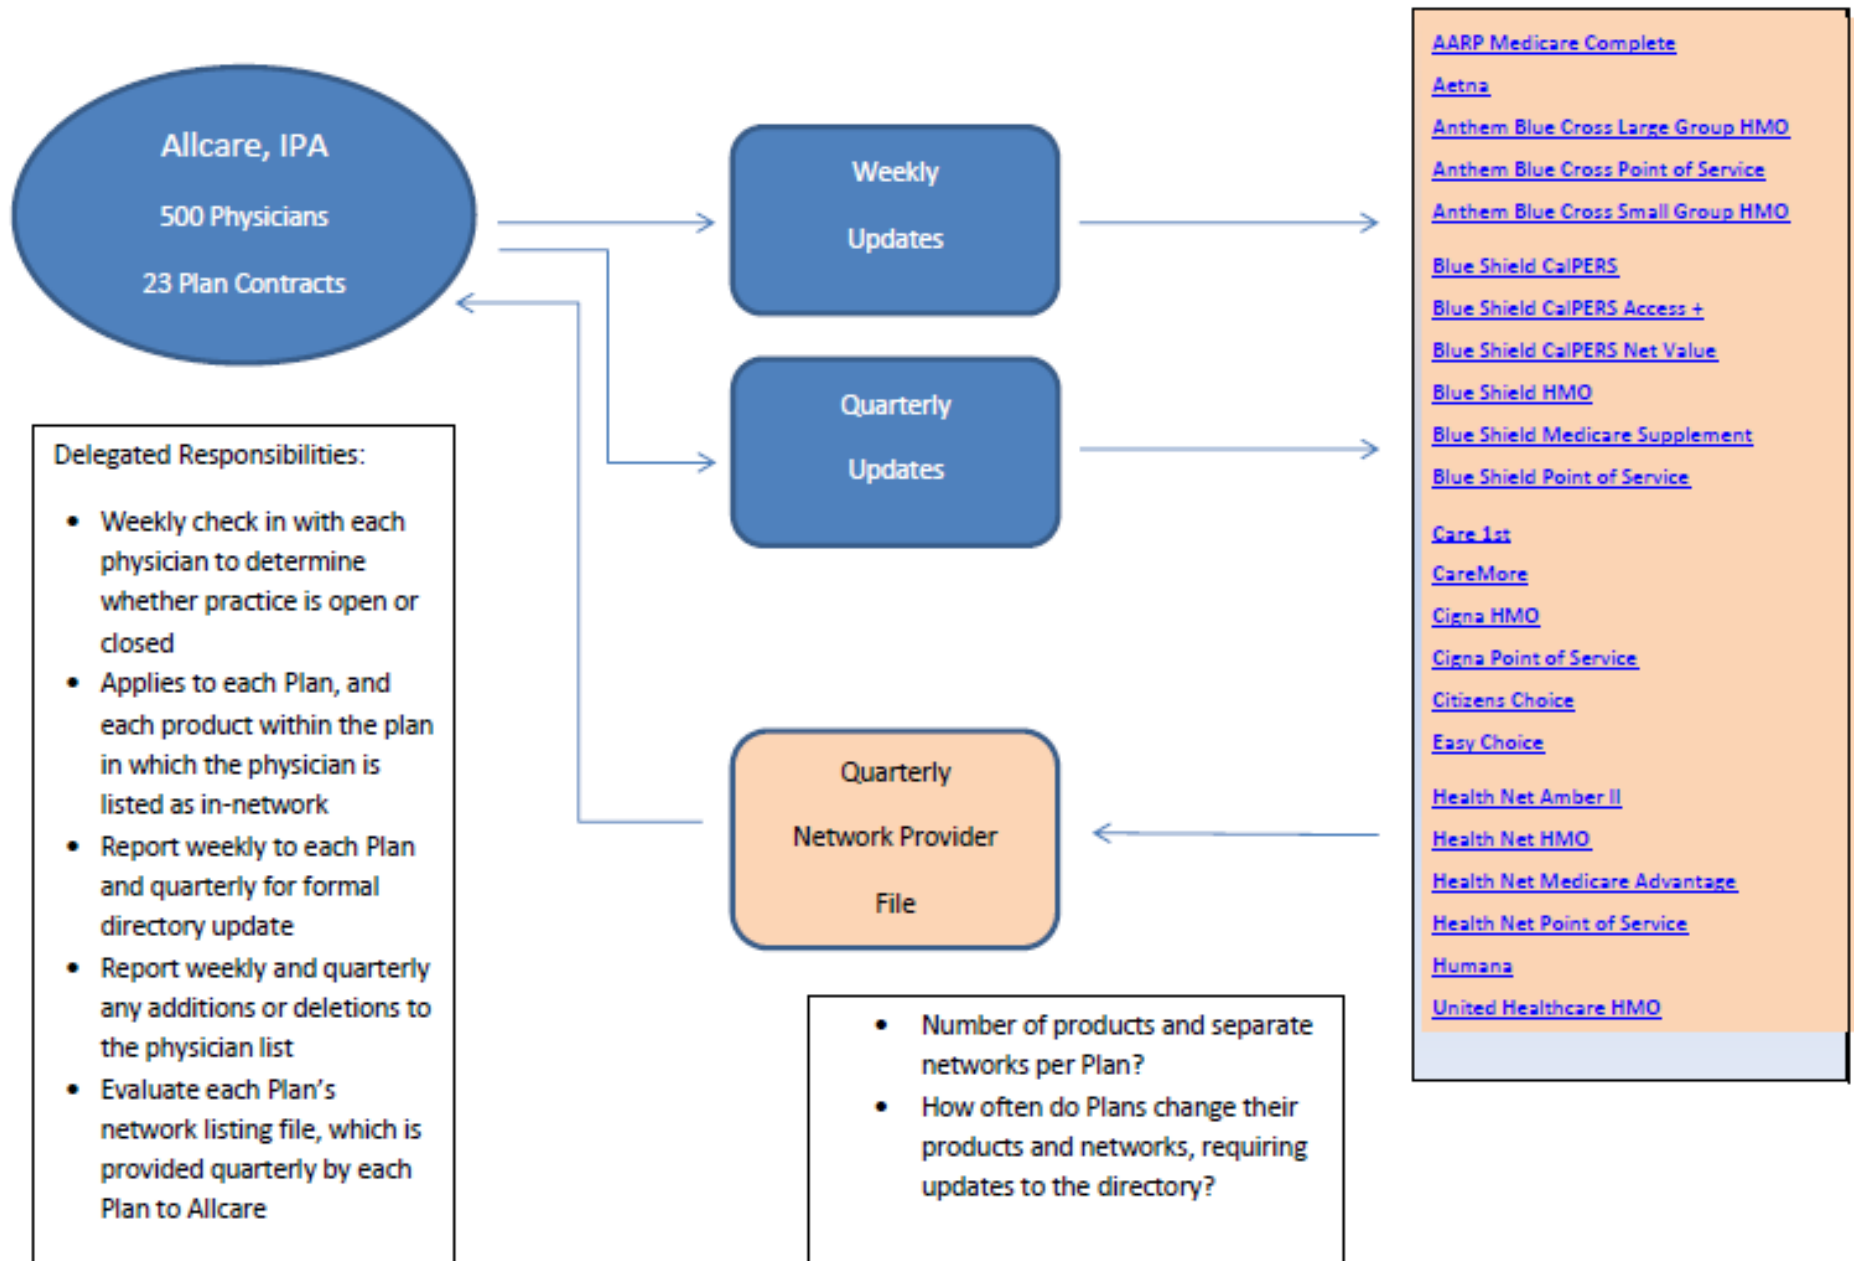 Allcare, IPA
500 Physicians
23 Plan Contracts
Weekly
Updates
Quarterly
Updates
Quarterly
Network Provider
File
Delegated Responsibilities:
• Weekly check in with each
physician to determine
whether practice is open or
closed
• Applies to each Plan, and
each product within the plan
in which the physician is
listed as in-network
• Report weekly to each Plan
and quarterly for formal
directory update
• Report weekly and quarterly
any additions or deletions to
the physician list
• Evaluate each Plan's
network listing file, which is
provided quarterly by each
Plan to Allcare
• Number of products and separate
networks per Plan?
• How often do Plans change their
products and networks, requiring
updates to the directory?
AARP Medicare Complete
Aetna
Anthem Blue Cross Large Group HMO
Anthem Blue Cross Point of Service
Anthem Blue Cross Small Group HMO
Blue Shield CalPERS
Blue Shield CalPERS Access +
Blue Shield CalPERS Net Value
Blue Shield HMO
Blue Shield Medicare Supplement
Blue Shield Point of Service
Care 1st
CareMore
Cigna HMO
Cigna Point of Service
Citizens Choice
Easy Choice
Health Net Amber II
Health Net HMO
Health Net Medicare Advantage
Health Net Point of Service
Humana
United Healthcare HMO